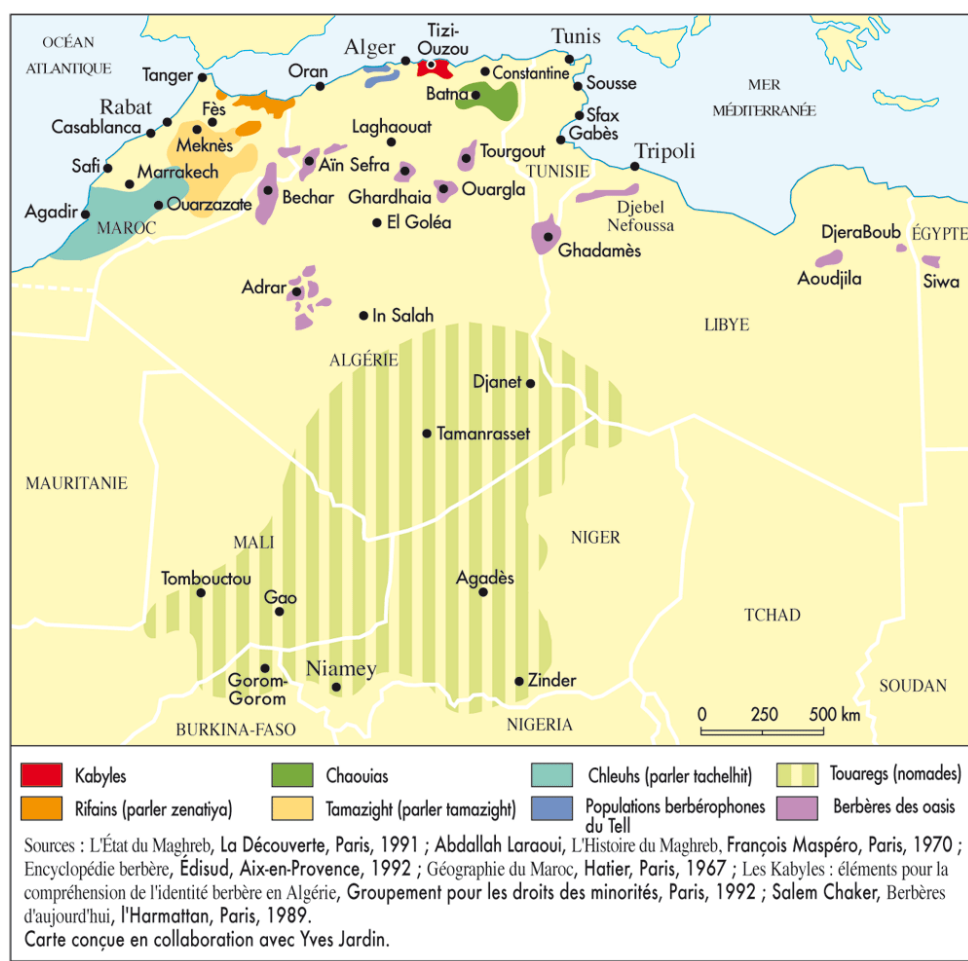 OCÉAN
ATLANTIQUE
Tanger
Rabat
Casablanca
Fès
Meknès
Safi
Marrakech
Agadir
Ouarzazate
MAROC
Oran
Alger
Tizi-
Ouzou
Constantine
Batna
Tunis
Sousse
Sfax
Gabès
MER
MÉDITERRANÉE
Tripoli
Laghaouat
Aïn Sefra
Tourgout
TUNISIE
Bechar
Ghardhaia
Ouargla
El Goléa
Djebel
Nefoussa
Ghadamès
DjeraBoub
ÉGYPTE
Aoudjila
Siwa
Adrar
In Salah
LIBYE
ALGÉRIE
Djanet
Tamanrasset
MAURITANIE
MALI
NIGER
Tombouctou
Gao
Agadès
TCHAD
Gorom-
Gorom
Niamey
Zinder
SOUDAN
BURKINA-FASO
NIGERIA
0 250 500 km
Kabyles
Chaouias
Chleuhs (parler tachelhit)
Touaregs (nomades)
Rifains (parler zenatiya)
Tamazight (parler tamazight)
Populations berbérophones
du Tell
Berbères des oasis
Sources : L'État du Maghreb, La Découverte, Paris, 1991 ; Abdallah Laraoui, L'Histoire du Maghreb, François Maspéro, Paris, 1970 ;
Encyclopédie berbère, Édisud, Aix-en-Provence, 1992 ; Géographie du Maroc, Hatier, Paris, 1967 ; Les Kabyles : éléments pour la
compréhension de l'identité berbère en Algérie, Groupement pour les droits des minorités, Paris, 1992 ; Salem Chaker, Berbères
d'aujourd'hui, l'Harmattan, Paris, 1989.
Carte conçue en collaboration avec Yves Jardin.